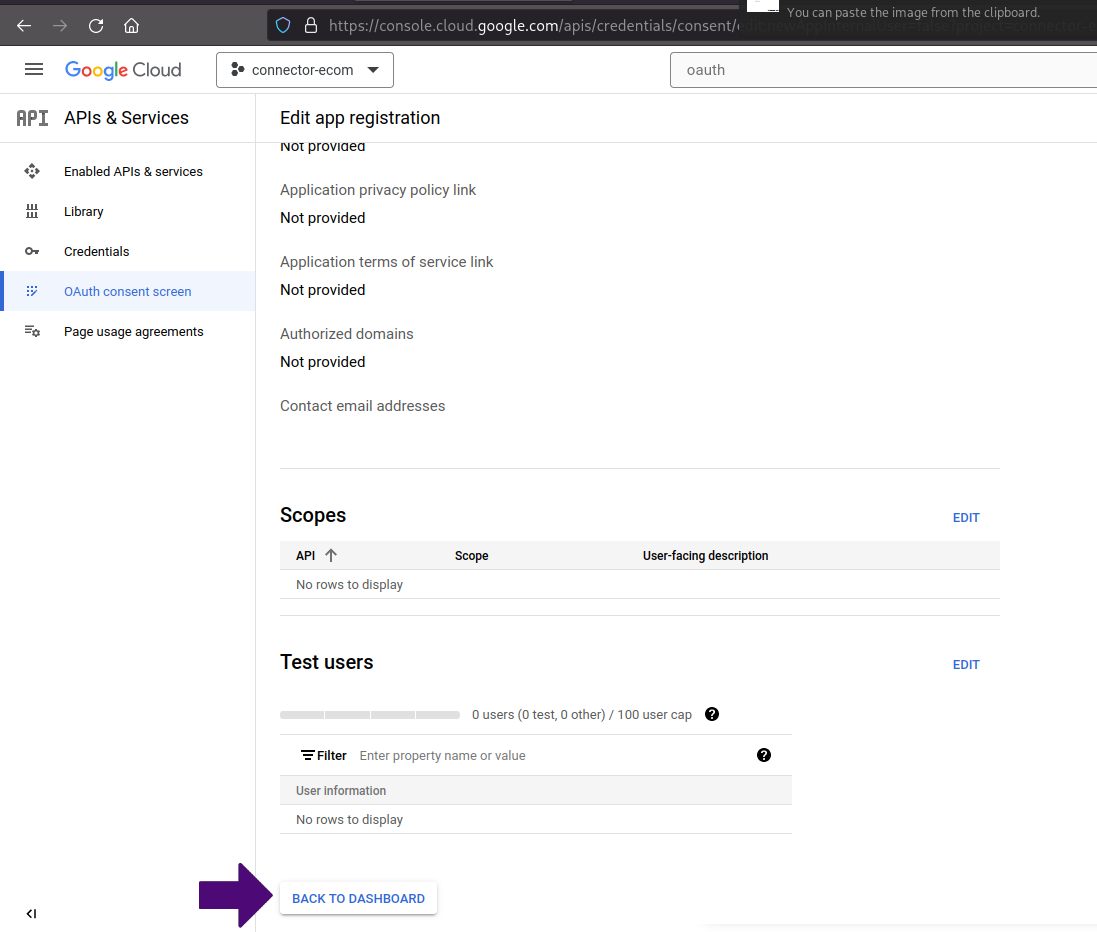 You can paste the image from the clipboard.
https://console.cloud.google.com/apis/credentials/consent/edit;newAppInternalUser=false?project=connector-e
Google Cloud
connector-ecom
oauth
API APIs & Services
Edit app registration
Enabled APIs & services
Library
Credentials
OAuth consent screen
Page usage agreements
Not provided
Application privacy policy link
Not provided
Application terms of service link
Not provided
Authorized domains
Not provided
Contact email addresses
Scopes
EDIT
API Scope User-facing description
No rows to display
Test users
EDIT
0 users (0 test, 0 other) / 100 user cap
Filter Enter property name or value
User information
No rows to display
BACK TO DASHBOARD